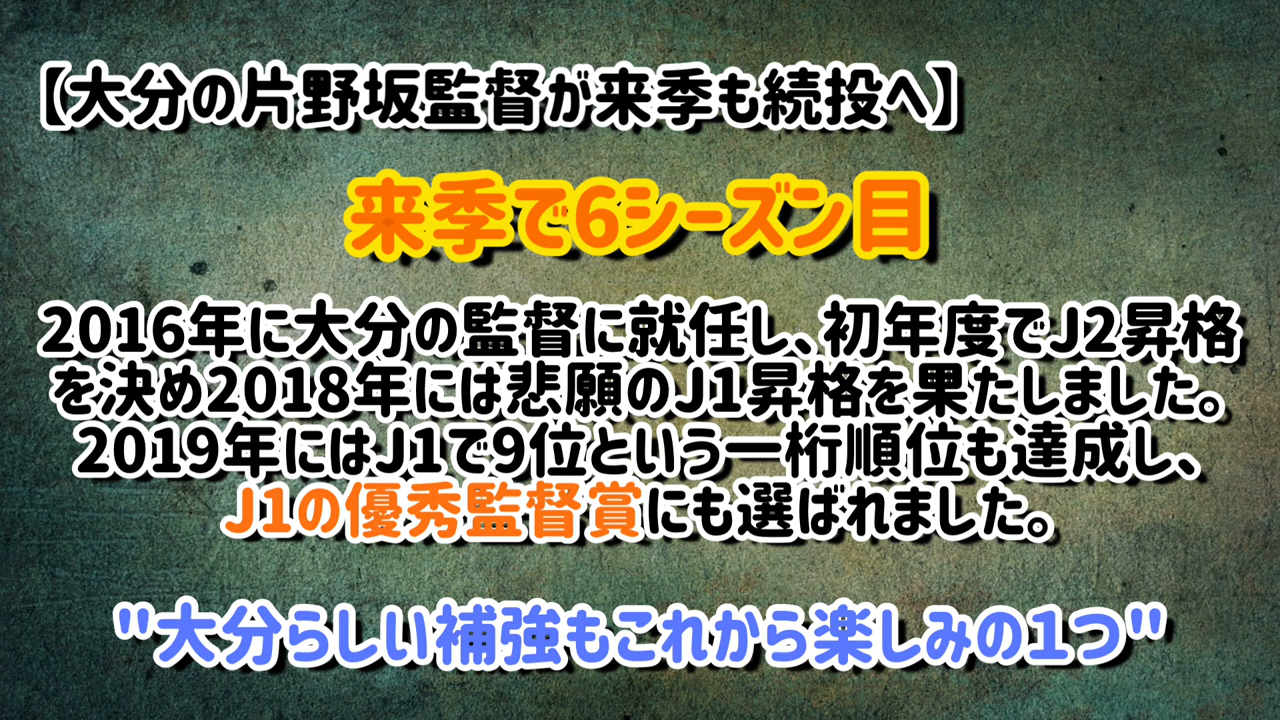 【大分の片野坂監督が来季も続投へ】
来季で6シーズン目
2016年に大分の監督に就任し、初年度でJ2昇格
を決め2018年には悲願のJ1昇格を果たしました。
2019年にはJ1で9位という一桁順位も達成し、
J1の優秀監督賞にも選ばれました。
"大分らしい補強もこれから楽しみの1つ"